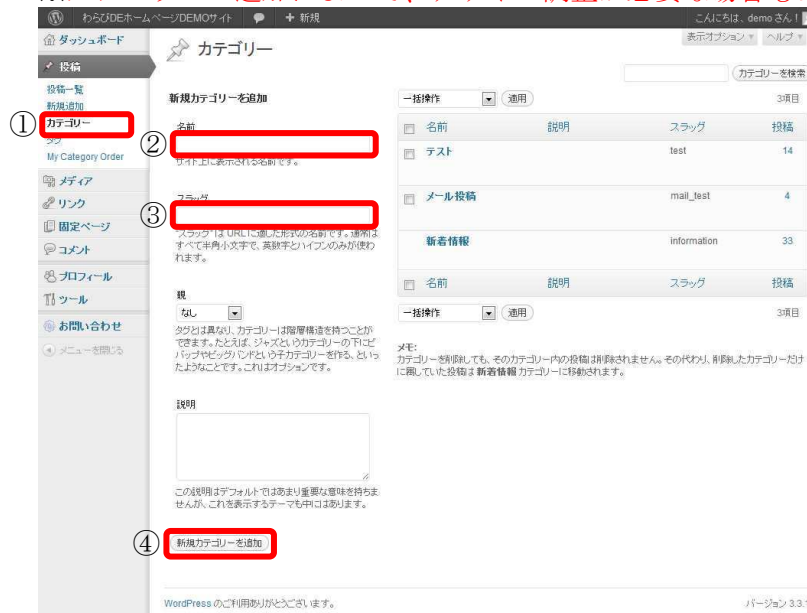 わらびDEホームページDEMOサイト + 新規 こんにちは、demo さん!
表示オプション ヘルプ
ダッシュボード
投稿
投稿一覧
新規追加
① カテゴリー
タグ
My Category Order
メディア
リンク
固定ページ
コメント
プロフィール
ツール
お問い合わせ
メニューを閉じる
カテゴリー
カテゴリーを検索
新規カテゴリーを追加
名前
②
サイト上に表示される名前です。
スラッグ
③
"スラッグ" は URL に適した形式の名前です。通常は
すべて半角小文字で、英数字とハイフンのみが使わ
れます。
親
なし
タグとは異なり、カテゴリーは階層構造を持つことが
できます。たとえば、ジャズというカテゴリーの下にビ
バップやビッグバンドという子カテゴリーを作る、といっ
たようなことです。これはオプションです。
説明
この説明はデフォルトではあまり重要な意味を持ちま
せんが、これを表示するテーマも中にはあります。
④ 新規カテゴリーを追加
一括操作 適用 3項目
名前 説明 スラッグ 投稿
テスト test 14
メール投稿 mail_test 4
新着情報 information 33
名前 説明 スラッグ 投稿
一括操作 適用 3項目
メモ:
カテゴリーを削除しても、そのカテゴリー内の投稿は削除されません。その代わり、削除したカテゴリーだけ
に属していた投稿は 新着情報 カテゴリーに移動されます。
WordPress のご利用ありがとうございます。 バージョン 3.3.